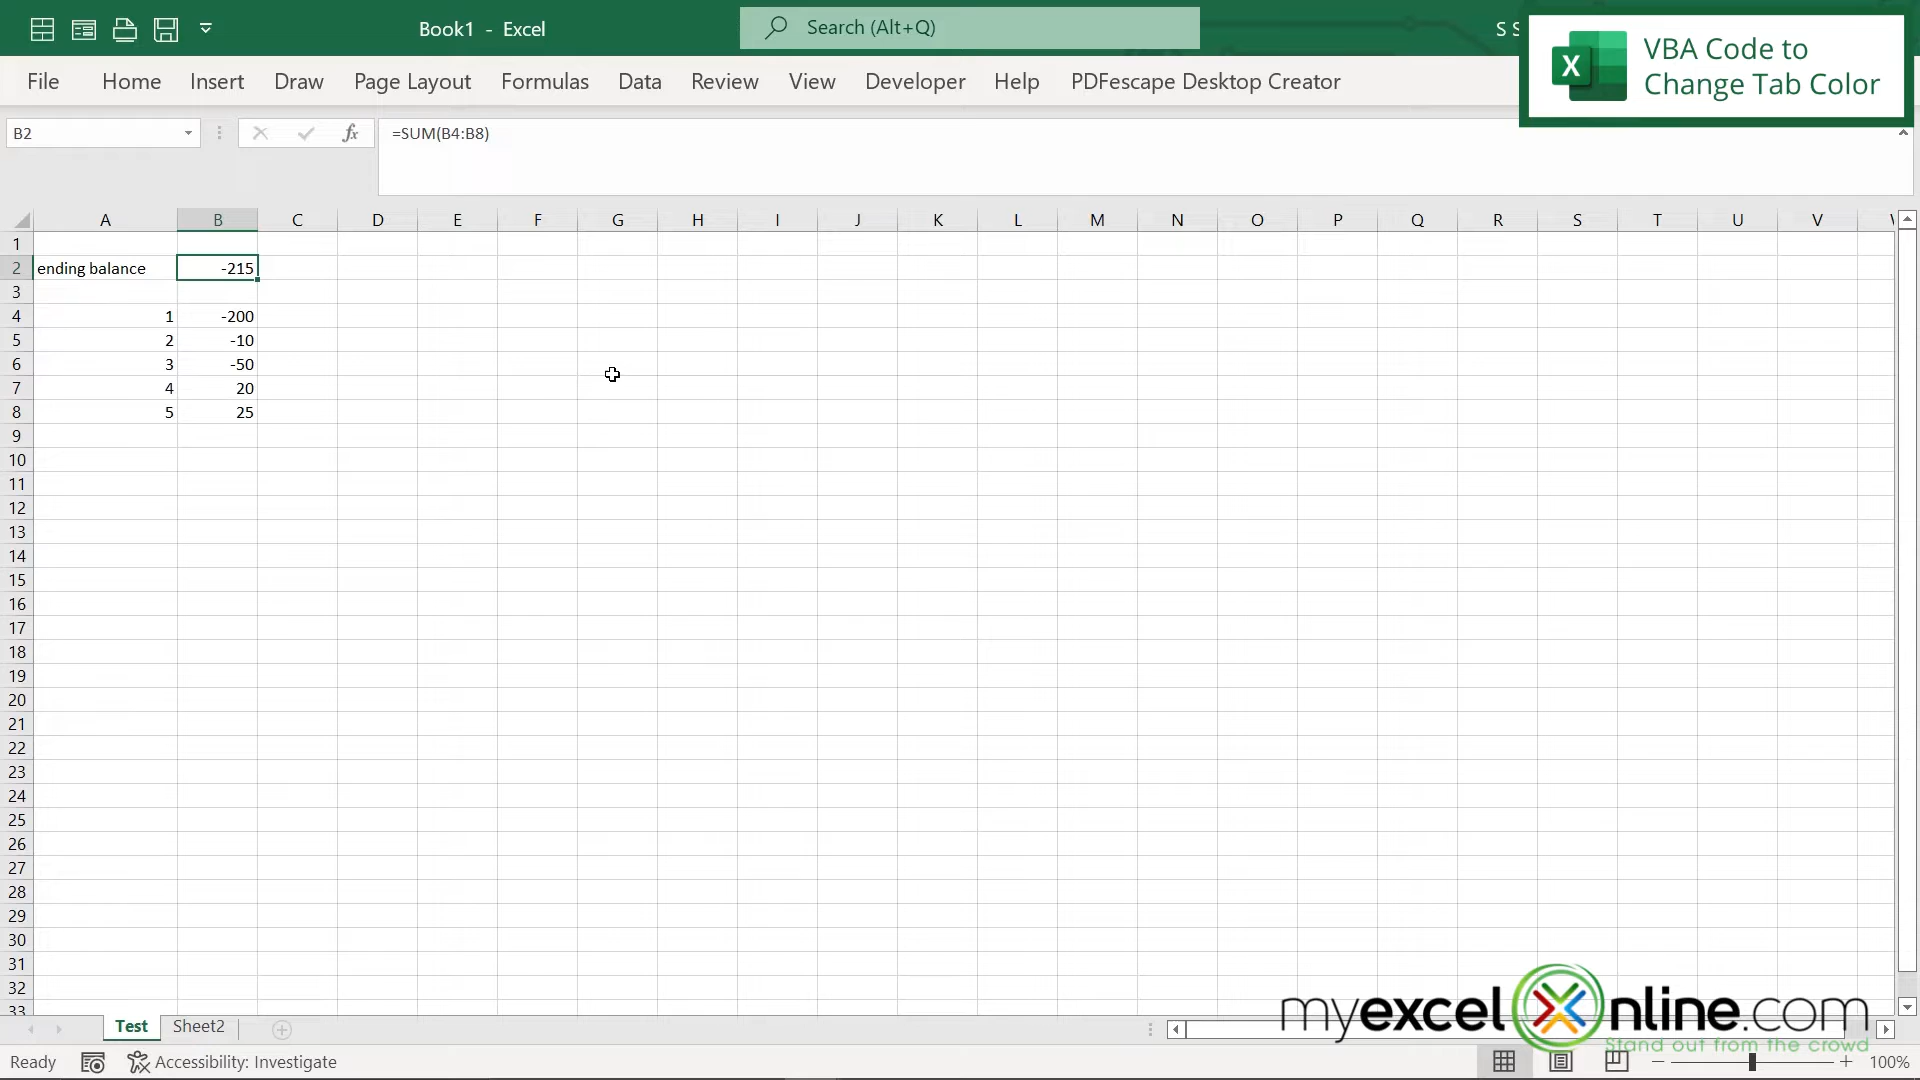 Book1 - Excel
Search (Alt+Q)
S S
VBA Code to
Change Tab Color
File Home Insert Draw Page Layout Formulas Data Review View Developer Help PDFescape Desktop Creator
B2 fx =SUM(B4:B8)
A B C D E F G H I J K L M N O P Q R S T U V
1
2 ending balance -215
3
4 1 -200
5 2 -10
6 3 -50
7 4 20
8 5 25
9
10
11
12
13
14
15
16
17
18
19
20
21
22
23
24
25
26
27
28
29
30
31
32
33
myexcelonline.com
Stand out from the crowd
Test Sheet2
Ready Accessibility: Investigate 100%